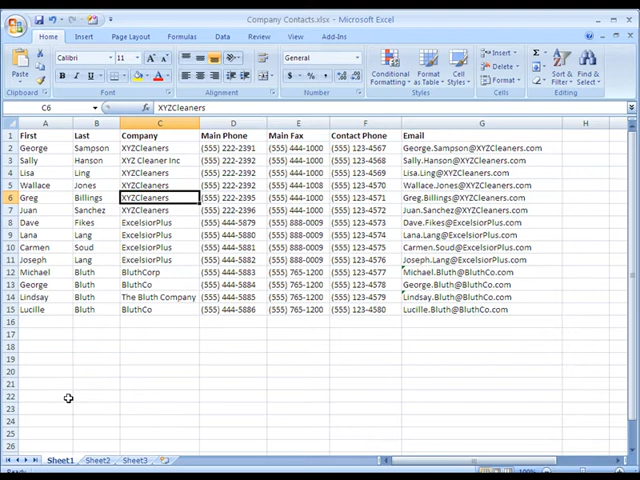 Company Contacts.xlsx - Microsoft Excel
Home Insert Page Layout Formulas Data Review View Add-Ins
Calibri 11 General Insert
Paste Conditional Formatting Format as Table Cell Styles Delete Sort & Filter Find & Select
Format
Clipboard Font Alignment Number Styles Cells Editing
C6 fx XYZCleaners
A B C D E F G H I
1 First Last Company Main Phone Main Fax Contact Phone Email
2 George Sampson XYZCleaners (555) 222-2391 (555) 444-1000 (555) 123-4567 George.Sampson@XYZCleaners.com
3 Sally Hanson XYZ Cleaner Inc (555) 222-2392 (555) 444-1000 (555) 123-4568 Sally.Hanson@XYZCleaners.com
4 Lisa Ling XYZCleaners (555) 222-2393 (555) 444-1000 (555) 123-4569 Lisa.Ling@XYZCleaners.com
5 Wallace Jones XYZCleaners (555) 222-2392 (555) 444-1008 (555) 123-4570 Wallace.Jones@XYZCleaners.com
6 Greg Billings XYZCleaners (555) 222-2395 (555) 444-1000 (555) 123-4571 Greg.Billings@XYZCleaners.com
7 Juan Sanchez XYZCleaners (555) 222-2396 (555) 444-1000 (555) 123-4572 Juan.Sanchez@XYZCleaners.com
8 Dave Fikes ExcelsiorPlus (555) 444-5879 (555) 888-0009 (555) 123-4573 Dave.Fikes@ExcelsiorPlus.com
9 Lana Lang ExcelsiorPlus (555) 444-5880 (555) 888-0009 (555) 123-4574 Lana.Lang@ExcelsiorPlus.com
10 Carmen Soud ExcelsiorPlus (555) 444-5881 (555) 888-0009 (555) 123-4575 Carmen.Soud@ExcelsiorPlus.com
11 Joseph Lang ExcelsiorPlus (555) 444-5882 (555) 888-0009 (555) 123-4576 Joseph.Lang@ExcelsiorPlus.com
12 Michael Bluth BluthCorp (555) 444-5883 (555) 765-1200 (555) 123-4577 Michael.Bluth@BluthCo.com
13 George Bluth BluthCo (555) 444-5884 (555) 765-1200 (555) 123-4578 George.Bluth@BluthCo.com
14 Lindsay Bluth The Bluth Company (555) 444-5885 (555) 765-1200 (555) 123-4579 Lindsay.Bluth@BluthCo.com
15 Lucille Bluth BluthCo (555) 444-5886 (555) 765-1200 (555) 123-4580 Lucille.Bluth@BluthCo.com
16
17
18
19
20
21
22
23
24
25
26
Sheet1 Sheet2 Sheet3
Ready 100%